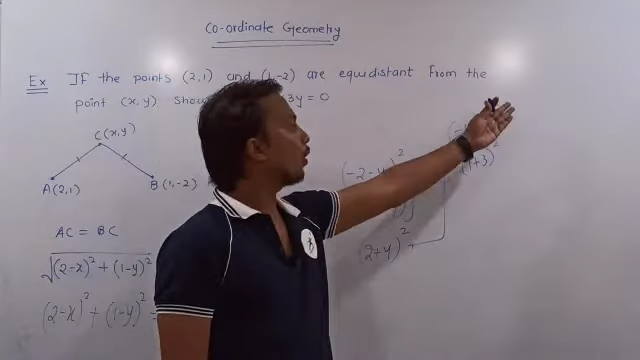 Co-ordinate Geometry
Ex IF the points (2,1) and (1,-2) are equidistant from the
point (x,y) show 3y = 0
C(x,y)
A(2,1)
B(1,-2)
AC = BC
√(2-x)² + (1-y)²
(2-x)² + (1-y)² =
(-2-y)²
(1+3)²
(2+y)²